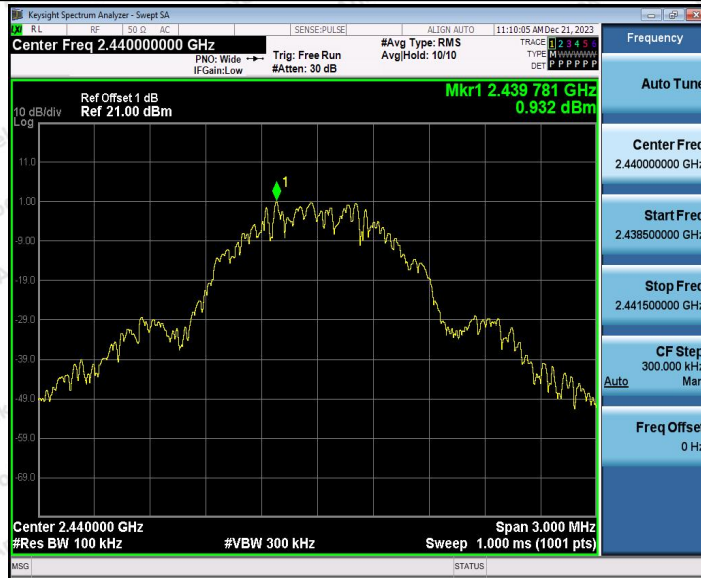 Keysight Spectrum Analyzer - Swept SA
LXI RL RF 50 Ω AC SENSE:PULSE ALIGN AUTO 11:10:05 AM Dec 21, 2023
Center Freq 2.440000000 GHz
PNO: Wide
IFGain:Low
Trig: Free Run
#Atten: 30 dB
#Avg Type: RMS
Avg|Hold: 10/10
TRACE 1 2 3 4 5 6
TYPE M WWWWW
DET P P P P P P
Ref Offset 1 dB
10 dB/div Ref 21.00 dBm
Log
Mkr1 2.439 781 GHz
0.932 dBm
1
11.0
1.00
-9.00
-19.0
-29.0
-39.0
-49.0
-59.0
-69.0
Center 2.440000 GHz Span 3.000 MHz
#Res BW 100 kHz #VBW 300 kHz Sweep 1.000 ms (1001 pts)
MSG STATUS
Frequency
Auto Tune
Center Freq
2.440000000 GHz
Start Freq
2.438500000 GHz
Stop Freq
2.441500000 GHz
CF Step
300.000 kHz
Auto Man
Freq Offset
0 Hz